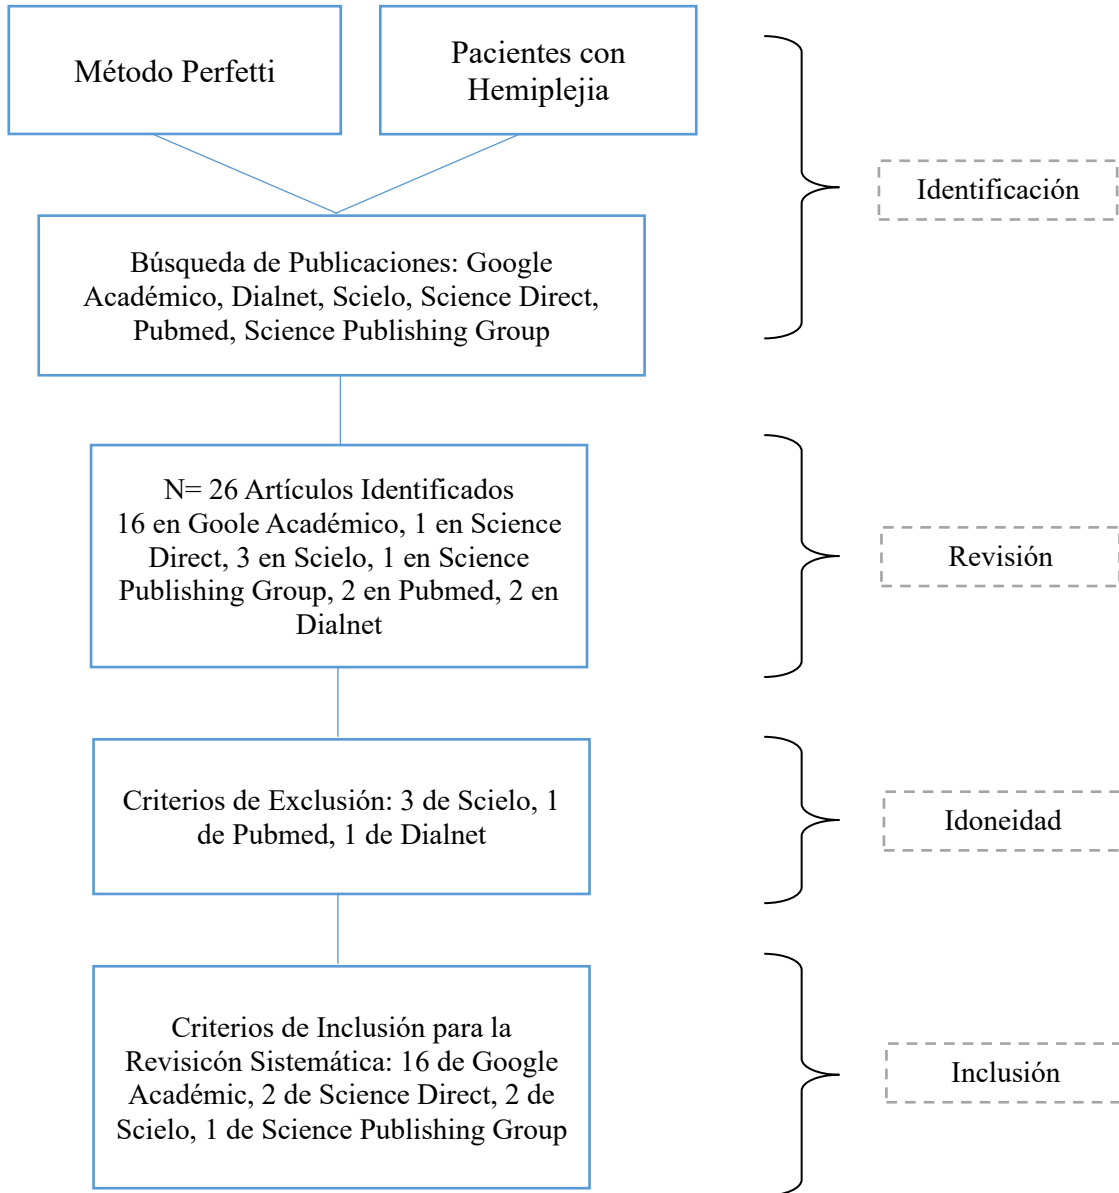 Método Perfetti
Pacientes con
Hemiplejia
Identificación
Búsqueda de Publicaciones: Google
Académico, Dialnet, Scielo, Science Direct,
Pubmed, Science Publishing Group
N= 26 Artículos Identificados
16 en Goole Académico, 1 en Science
Direct, 3 en Scielo, 1 en Science
Publishing Group, 2 en Pubmed, 2 en
Dialnet
Revisión
Criterios de Exclusión: 3 de Scielo, 1
de Pubmed, 1 de Dialnet
Idoneidad
Criterios de Inclusión para la
Revisicón Sistemática: 16 de Google
Académic, 2 de Science Direct, 2 de
Scielo, 1 de Science Publishing Group
Inclusión